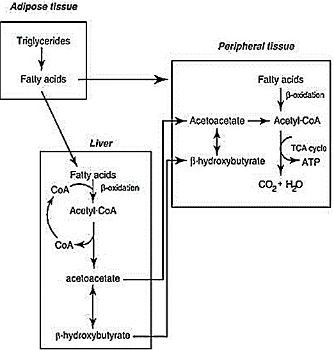 Adipose tissue
Triglycerides
Fatty acids
Peripheral tissue
Fatty acids
β-oxidation
Acetoacetate
Acetyl-CoA
β-hydroxybutyrate
TCA cyclo
ATP
CO2 + H2O
Liver
Fatty acids
CoA
β-oxidation
Acetyl-CoA
CoA
acetoacetate
β-hydroxybutyrate